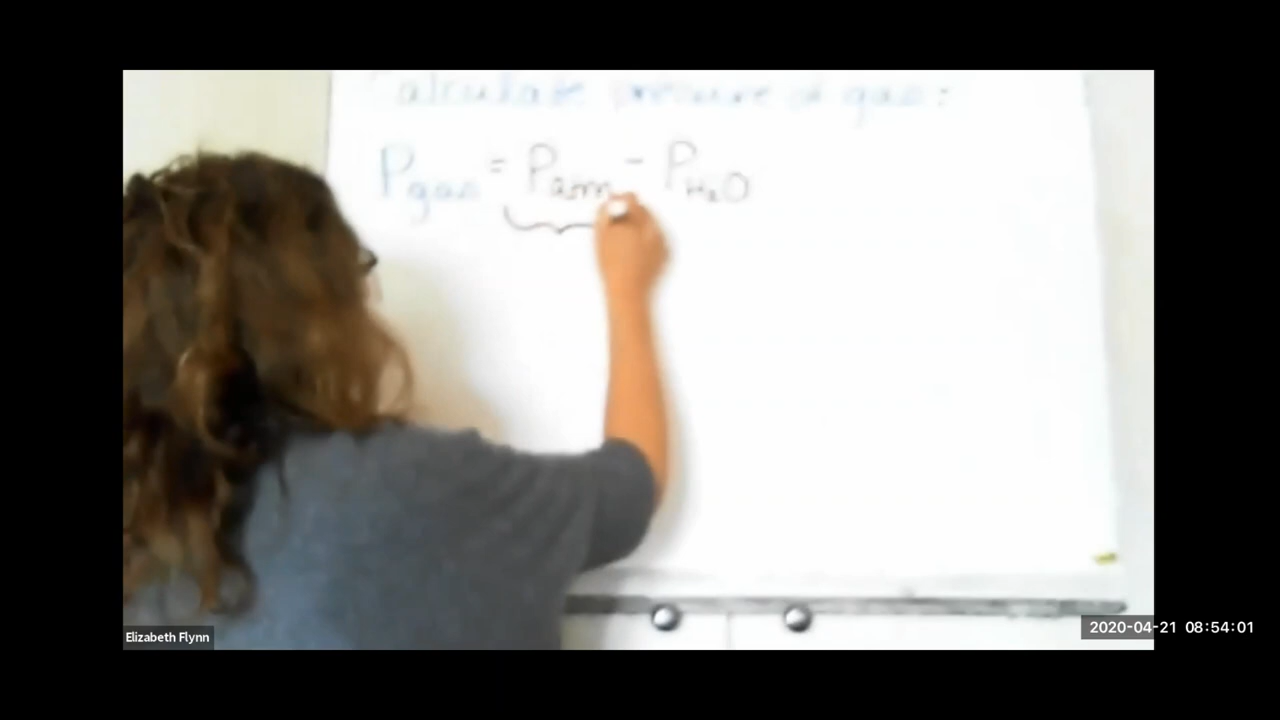 Calculate pressure of gas:
Pgas = Patm - PH₂O
Elizabeth Flynn
2020-04-21 08:54:01